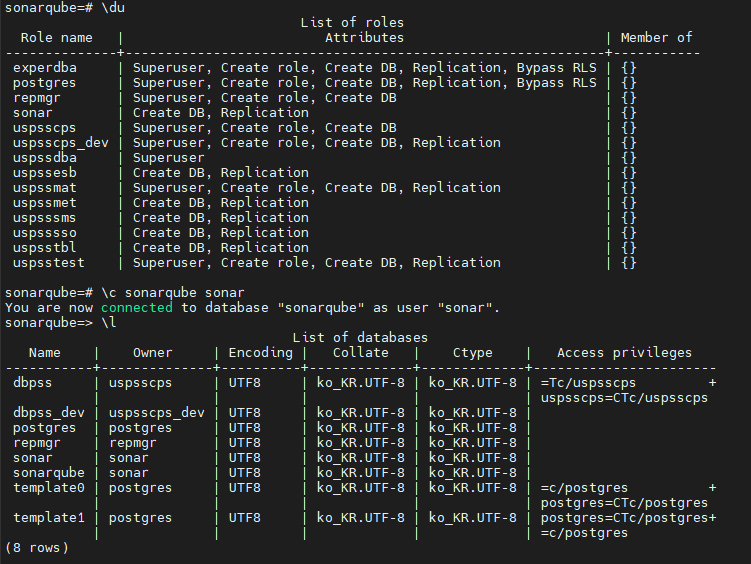 sonarqube=# \du
                                     List of roles
  Role name   |                         Attributes                         | Member of
--------------+------------------------------------------------------------+-----------
 experdba     | Superuser, Create role, Create DB, Replication, Bypass RLS | {}
 postgres     | Superuser, Create role, Create DB, Replication, Bypass RLS | {}
 repmgr       | Superuser, Create role, Create DB                          | {}
 sonar        | Create DB, Replication                                     | {}
 uspsscps     | Superuser, Create role, Create DB                          | {}
 uspsscps_dev | Superuser, Create role, Create DB, Replication             | {}
 uspssdba     | Superuser                                                  | {}
 uspssesb     | Create DB, Replication                                     | {}
 uspssmat     | Superuser, Create role, Create DB, Replication             | {}
 uspssmet     | Create DB, Replication                                     | {}
 uspsssms     | Create DB, Replication                                     | {}
 uspsssso     | Create DB, Replication                                     | {}
 uspsstbl     | Create DB, Replication                                     | {}
 uspsstest    | Superuser, Create role, Create DB, Replication             | {}

sonarqube=# \c sonarqube sonar
You are now connected to database "sonarqube" as user "sonar".
sonarqube=> \l
                                    List of databases
   Name    |    Owner     | Encoding |   Collate   |    Ctype    |   Access privileges
-----------+--------------+----------+-------------+-------------+-----------------------
 dbpss     | uspsscps     | UTF8     | ko_KR.UTF-8 | ko_KR.UTF-8 | =Tc/uspsscps         +
           |              |          |             |             | uspsscps=CTc/uspsscps
 dbpss_dev | uspsscps_dev | UTF8     | ko_KR.UTF-8 | ko_KR.UTF-8 |
 postgres  | postgres     | UTF8     | ko_KR.UTF-8 | ko_KR.UTF-8 |
 repmgr    | repmgr       | UTF8     | ko_KR.UTF-8 | ko_KR.UTF-8 |
 sonar     | sonar        | UTF8     | ko_KR.UTF-8 | ko_KR.UTF-8 |
 sonarqube | sonar        | UTF8     | ko_KR.UTF-8 | ko_KR.UTF-8 |
 template0 | postgres     | UTF8     | ko_KR.UTF-8 | ko_KR.UTF-8 | =c/postgres          +
           |              |          |             |             | postgres=CTc/postgres
 template1 | postgres     | UTF8     | ko_KR.UTF-8 | ko_KR.UTF-8 | postgres=CTc/postgres+
           |              |          |             |             | =c/postgres
(8 rows)